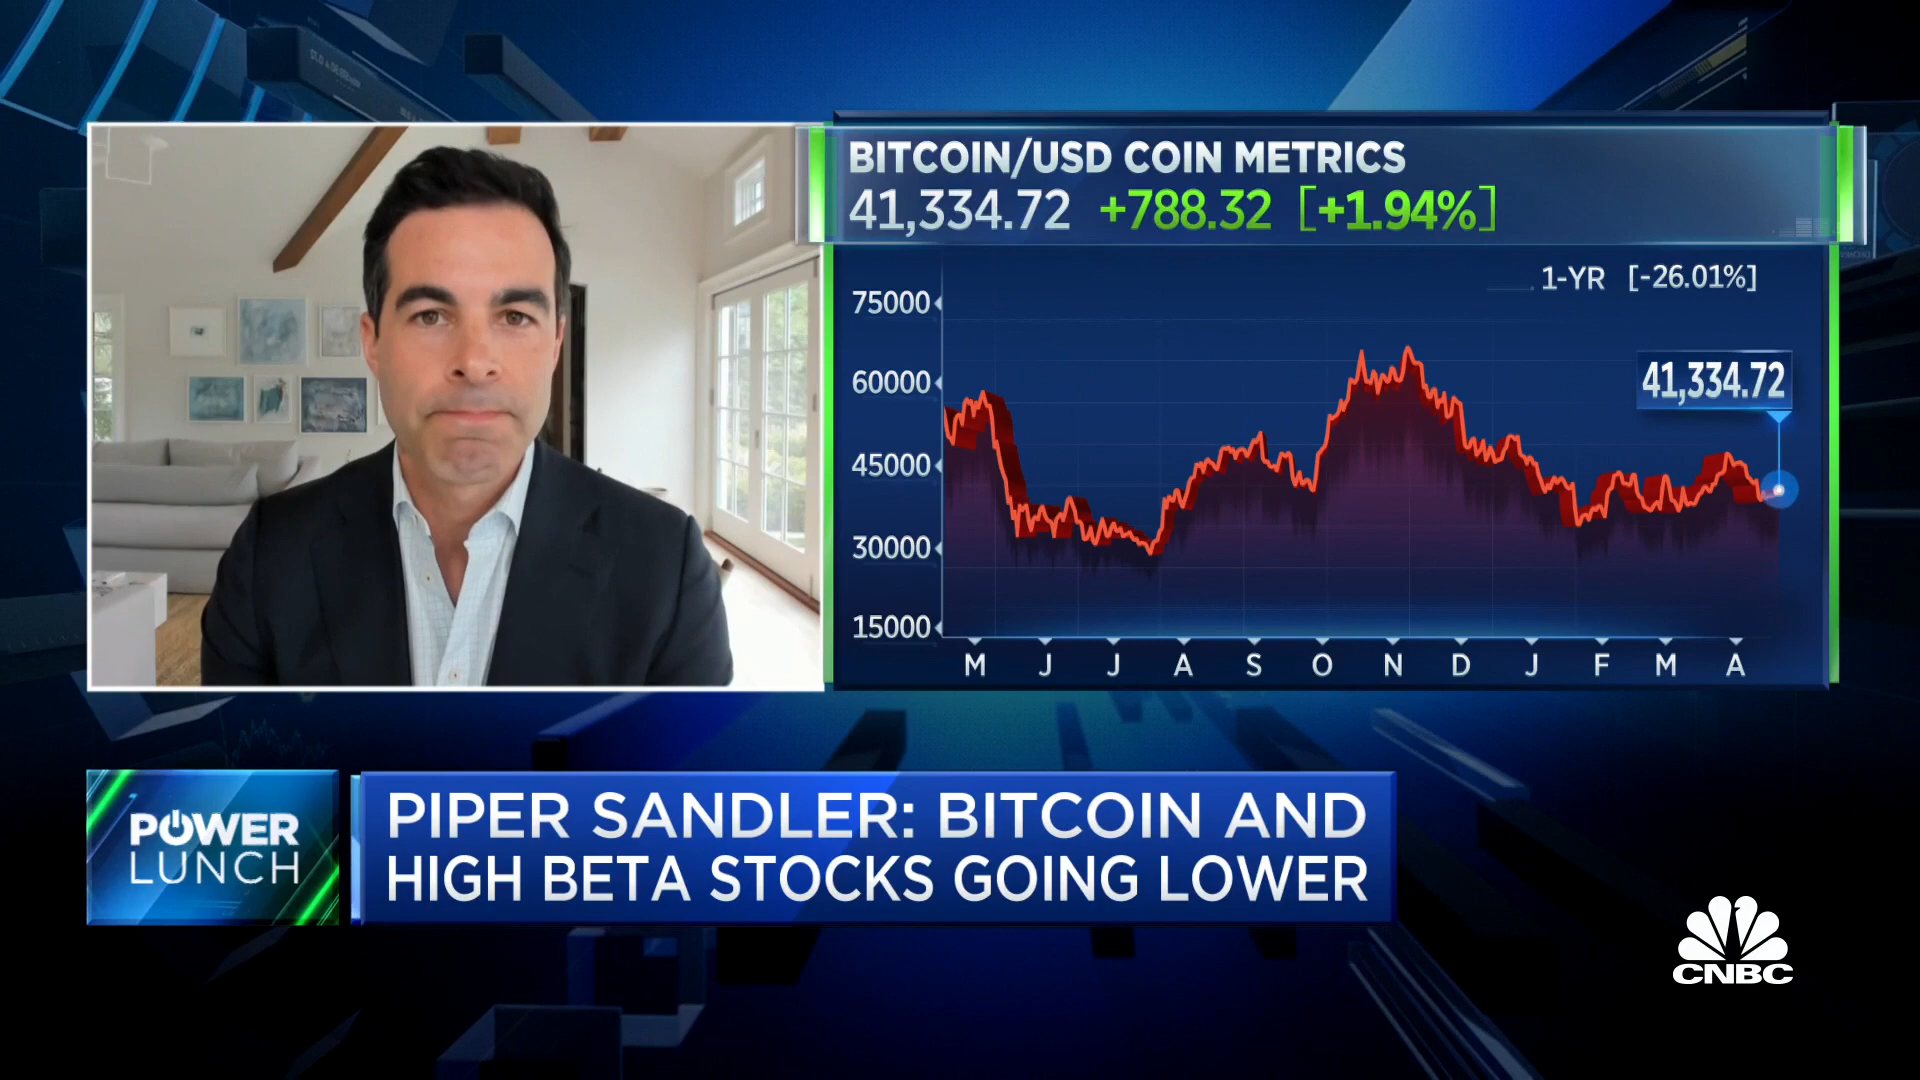 BITCOIN/USD COIN METRICS
41,334.72 +788.32 [+1.94%]
1-YR [-26.01%]
75000
60000
45000
30000
15000
41,334.72
M J J A S O N D J F M A
POWER
LUNCH
PIPER SANDLER: BITCOIN AND
HIGH BETA STOCKS GOING LOWER
CNBC